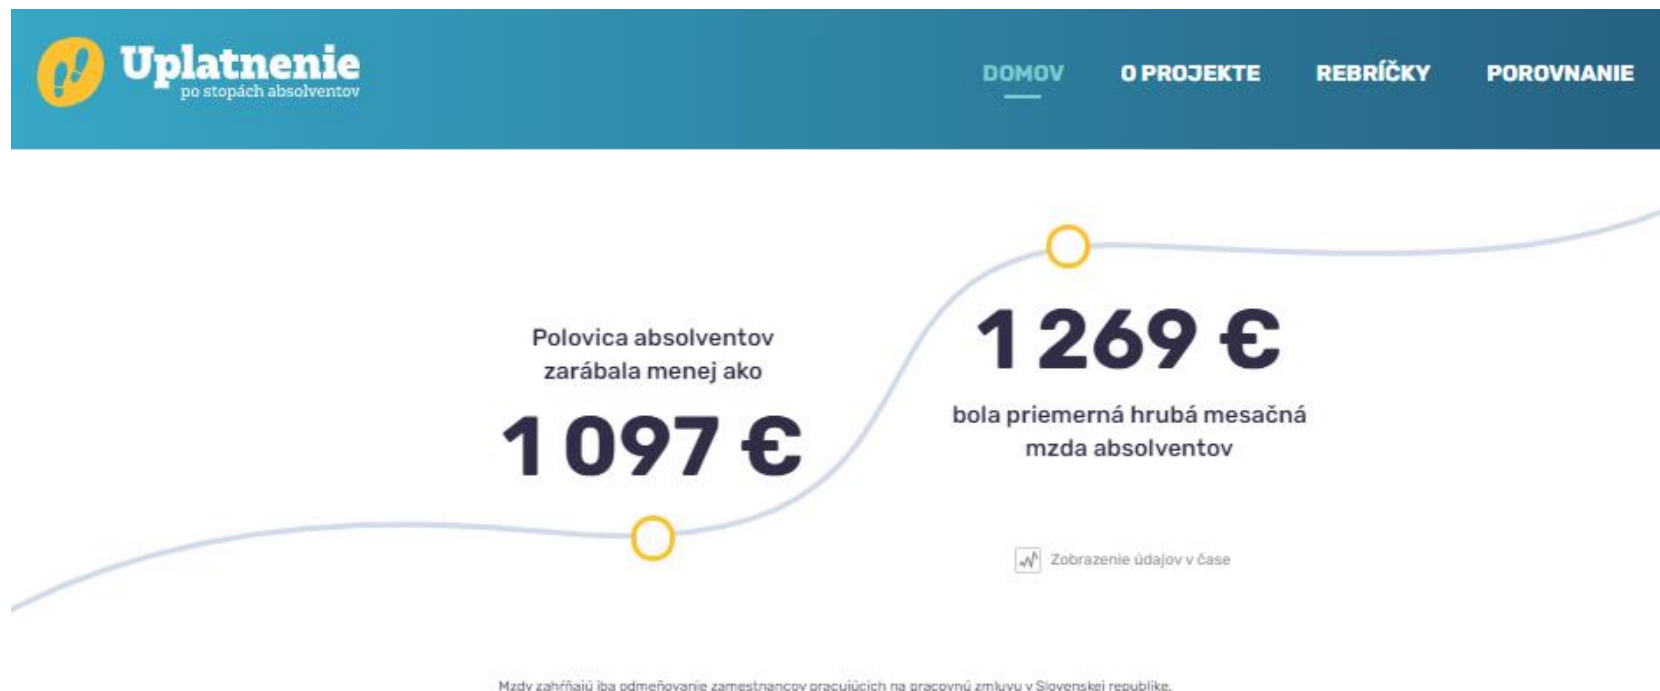 Uplatnenie
po stopách absolventov
DOMOV
O PROJEKTE
REBRÍČKY
POROVNANIE
Polovica absolventov
zarábala menej ako
1 097 €
1 269 €
bola priemerná hrubá mesačná
mzda absolventov
Zobrazenie údajov v čase
Mzdy zahŕňajú iba odmeňovanie zamestnancov pracujúcich na pracovnú zmluvu v Slovenskej republike.